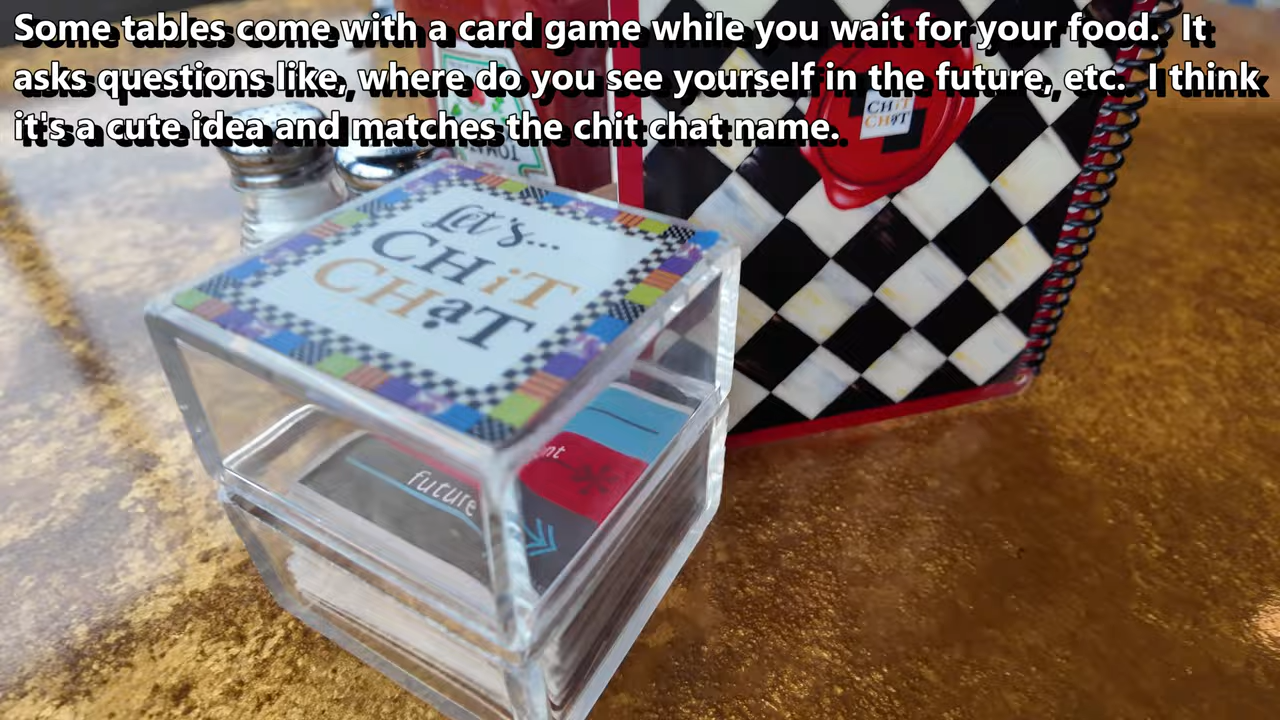 Some tables come with a card game while you wait for your food.  It
asks questions like, where do you see yourself in the future, etc.  I think
it's a cute idea and matches the chit chat name.
CHiT
CHaT
TOMA
Let's...
CHiT
CHaT
nt
future